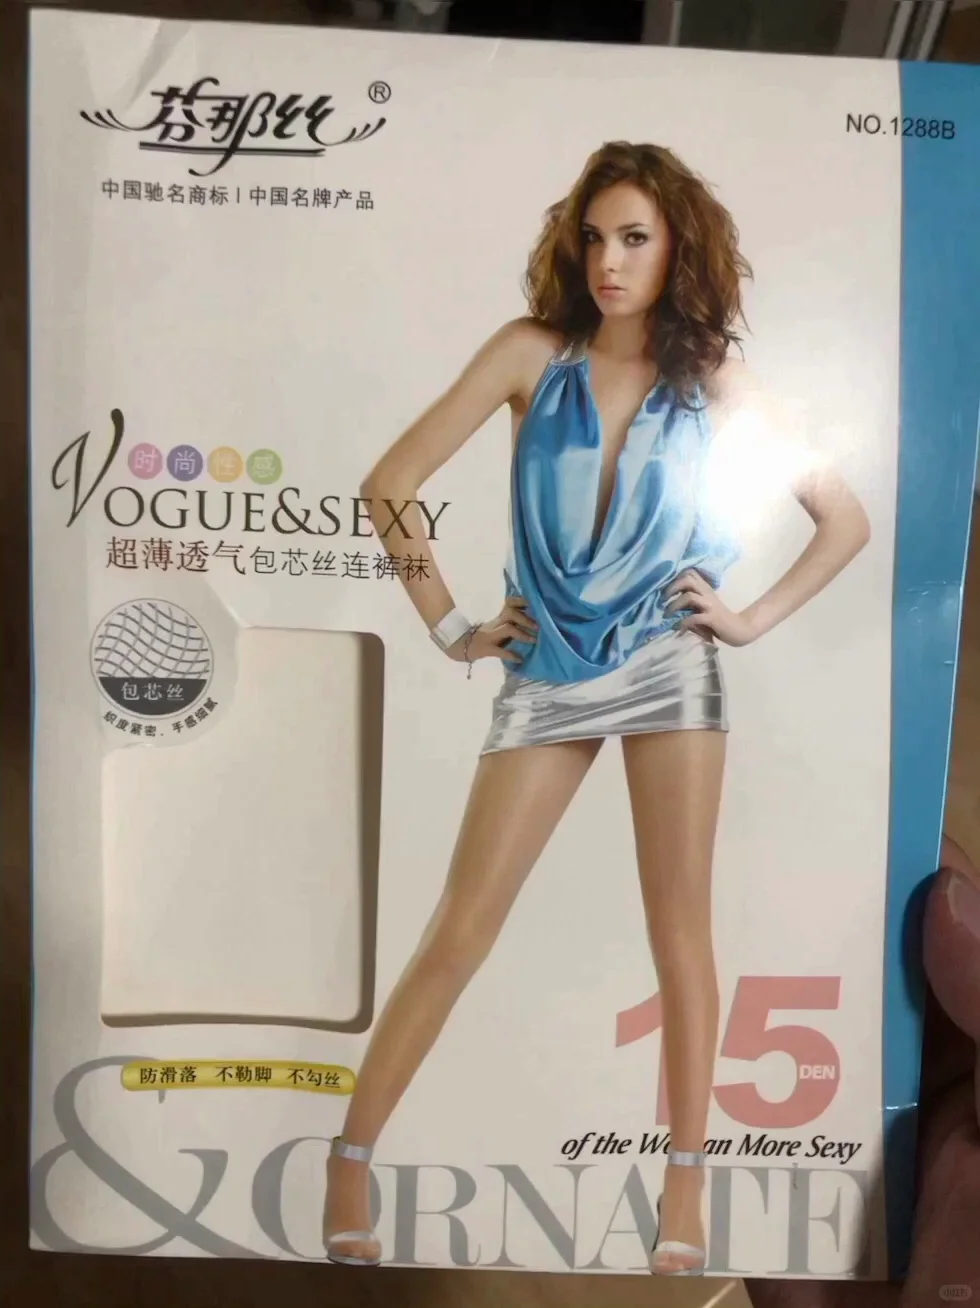 芬那丝®
中国驰名商标 | 中国名牌产品
NO.1288B
时尚性感
VOGUE&SEXY
超薄透气包芯丝连裤袜
包芯丝
织度紧密．手感细腻
防滑落 不勒脚 不勾丝
15
DEN
of the Woman More Sexy
&ORNATE